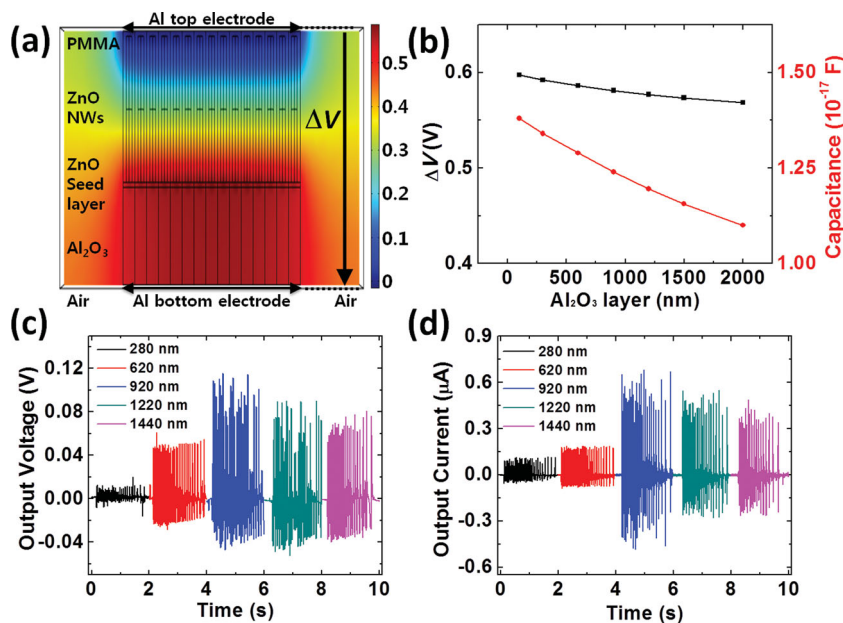 (a)
Al top electrode
PMMA
ZnO
NWs
ΔV
ZnO
Seed
layer
Al₂O₃
Air
Al bottom electrode
Air
0.5
0.4
0.3
0.2
0.1
0
(b)
ΔV (V)
0.6
0.5
0.4
1.50
1.25
1.00
Capacitance (10⁻¹⁷ F)
0 500 1000 1500 2000
Al₂O₃ layer (nm)
(c)
Output Voltage (V)
0.12
0.08
0.04
0.00
-0.04
280 nm
620 nm
920 nm
1220 nm
1440 nm
0 2 4 6 8 10
Time (s)
(d)
Output Current (μA)
0.9
0.6
0.3
0.0
-0.3
-0.6
280 nm
620 nm
920 nm
1220 nm
1440 nm
0 2 4 6 8 10
Time (s)